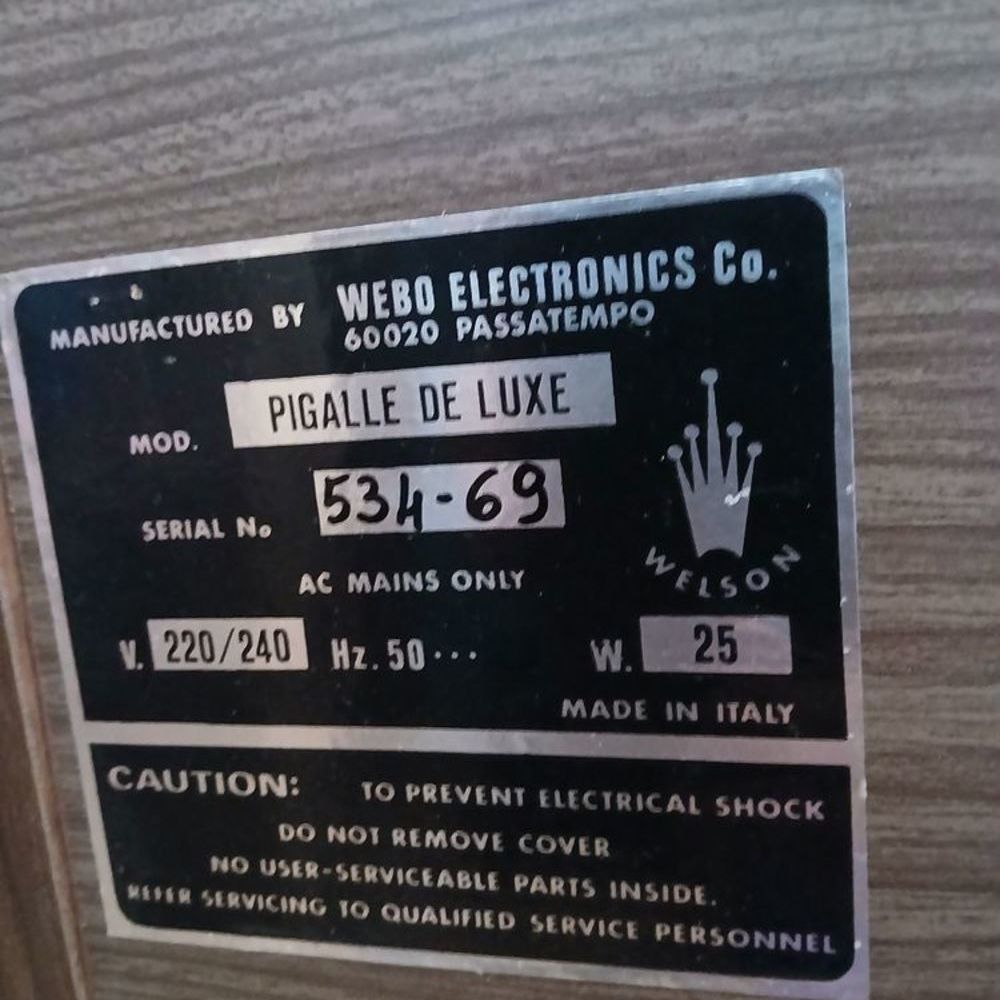 MANUFACTURED BY WEBO ELECTRONICS Co.
60020 PASSATEMPO
MOD. PIGALLE DE LUXE
SERIAL No 534-69
WELSON
AC MAINS ONLY
V. 220/240 Hz. 50··· W. 25
MADE IN ITALY
CAUTION: TO PREVENT ELECTRICAL SHOCK
DO NOT REMOVE COVER
NO USER-SERVICEABLE PARTS INSIDE.
REFER SERVICING TO QUALIFIED SERVICE PERSONNEL